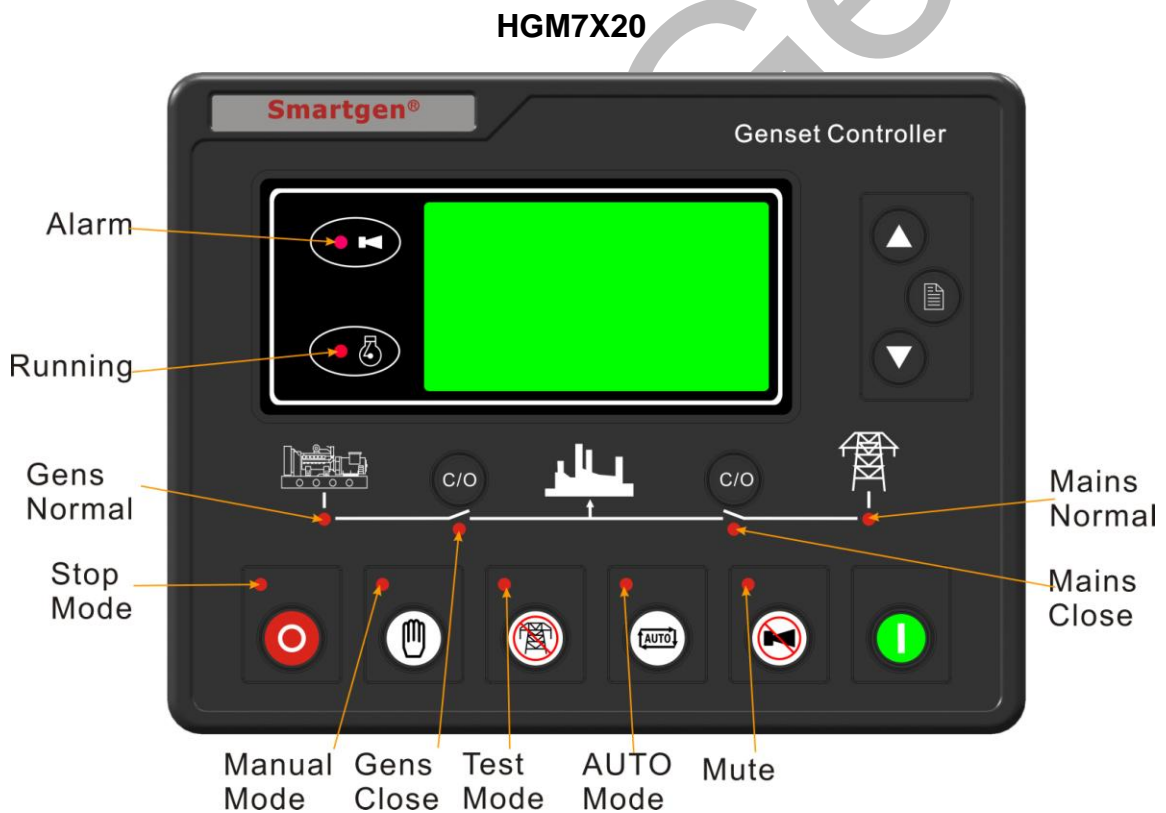 HGM7X20
Smartgen®
Genset Controller
Alarm
Running
Gens
Normal
C/O
C/O
Mains
Normal
Stop
Mode
Mains
Close
AUTO
Manual
Mode
Gens
Close
Test
Mode
AUTO
Mode
Mute